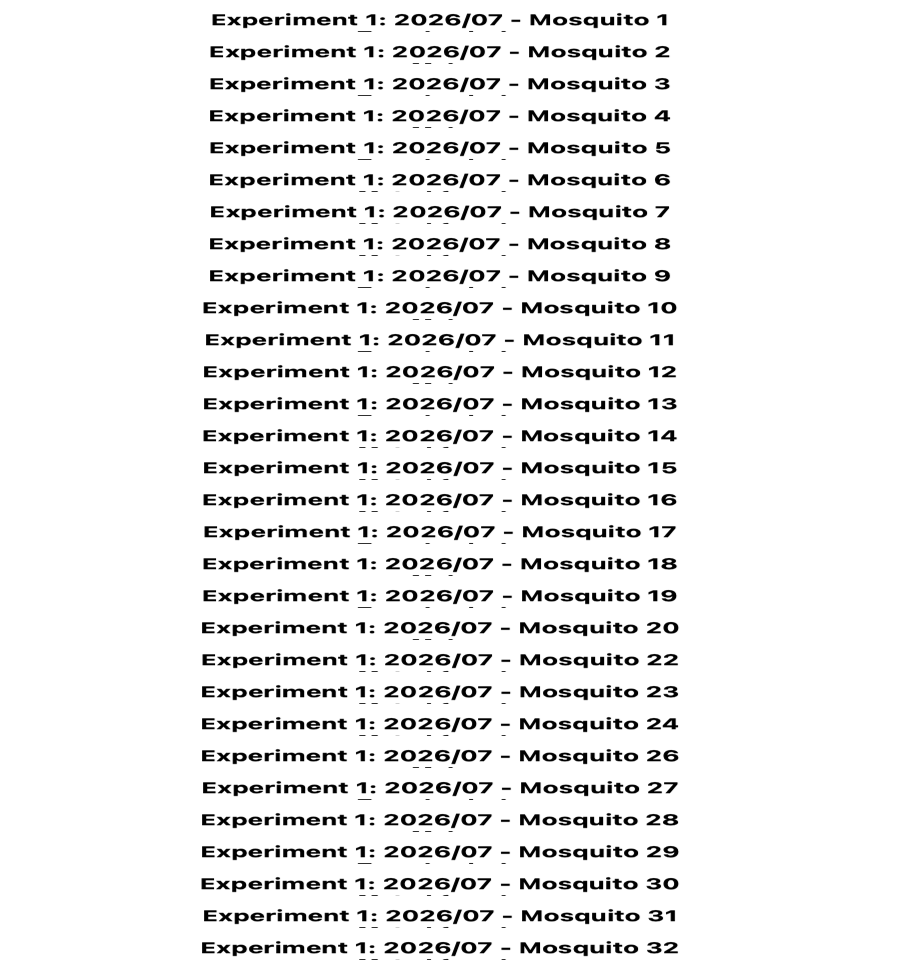 Experiment 1: 2026/07 – Mosquito 1
Experiment 1: 2026/07 – Mosquito 2
Experiment 1: 2026/07 – Mosquito 3
Experiment 1: 2026/07 – Mosquito 4
Experiment 1: 2026/07 – Mosquito 5
Experiment 1: 2026/07 – Mosquito 6
Experiment 1: 2026/07 – Mosquito 7
Experiment 1: 2026/07 – Mosquito 8
Experiment 1: 2026/07 – Mosquito 9
Experiment 1: 2026/07 – Mosquito 10
Experiment 1: 2026/07 – Mosquito 11
Experiment 1: 2026/07 – Mosquito 12
Experiment 1: 2026/07 – Mosquito 13
Experiment 1: 2026/07 – Mosquito 14
Experiment 1: 2026/07 – Mosquito 15
Experiment 1: 2026/07 – Mosquito 16
Experiment 1: 2026/07 – Mosquito 17
Experiment 1: 2026/07 – Mosquito 18
Experiment 1: 2026/07 – Mosquito 19
Experiment 1: 2026/07 – Mosquito 20
Experiment 1: 2026/07 – Mosquito 22
Experiment 1: 2026/07 – Mosquito 23
Experiment 1: 2026/07 – Mosquito 24
Experiment 1: 2026/07 – Mosquito 26
Experiment 1: 2026/07 – Mosquito 27
Experiment 1: 2026/07 – Mosquito 28
Experiment 1: 2026/07 – Mosquito 29
Experiment 1: 2026/07 – Mosquito 30
Experiment 1: 2026/07 – Mosquito 31
Experiment 1: 2026/07 – Mosquito 32